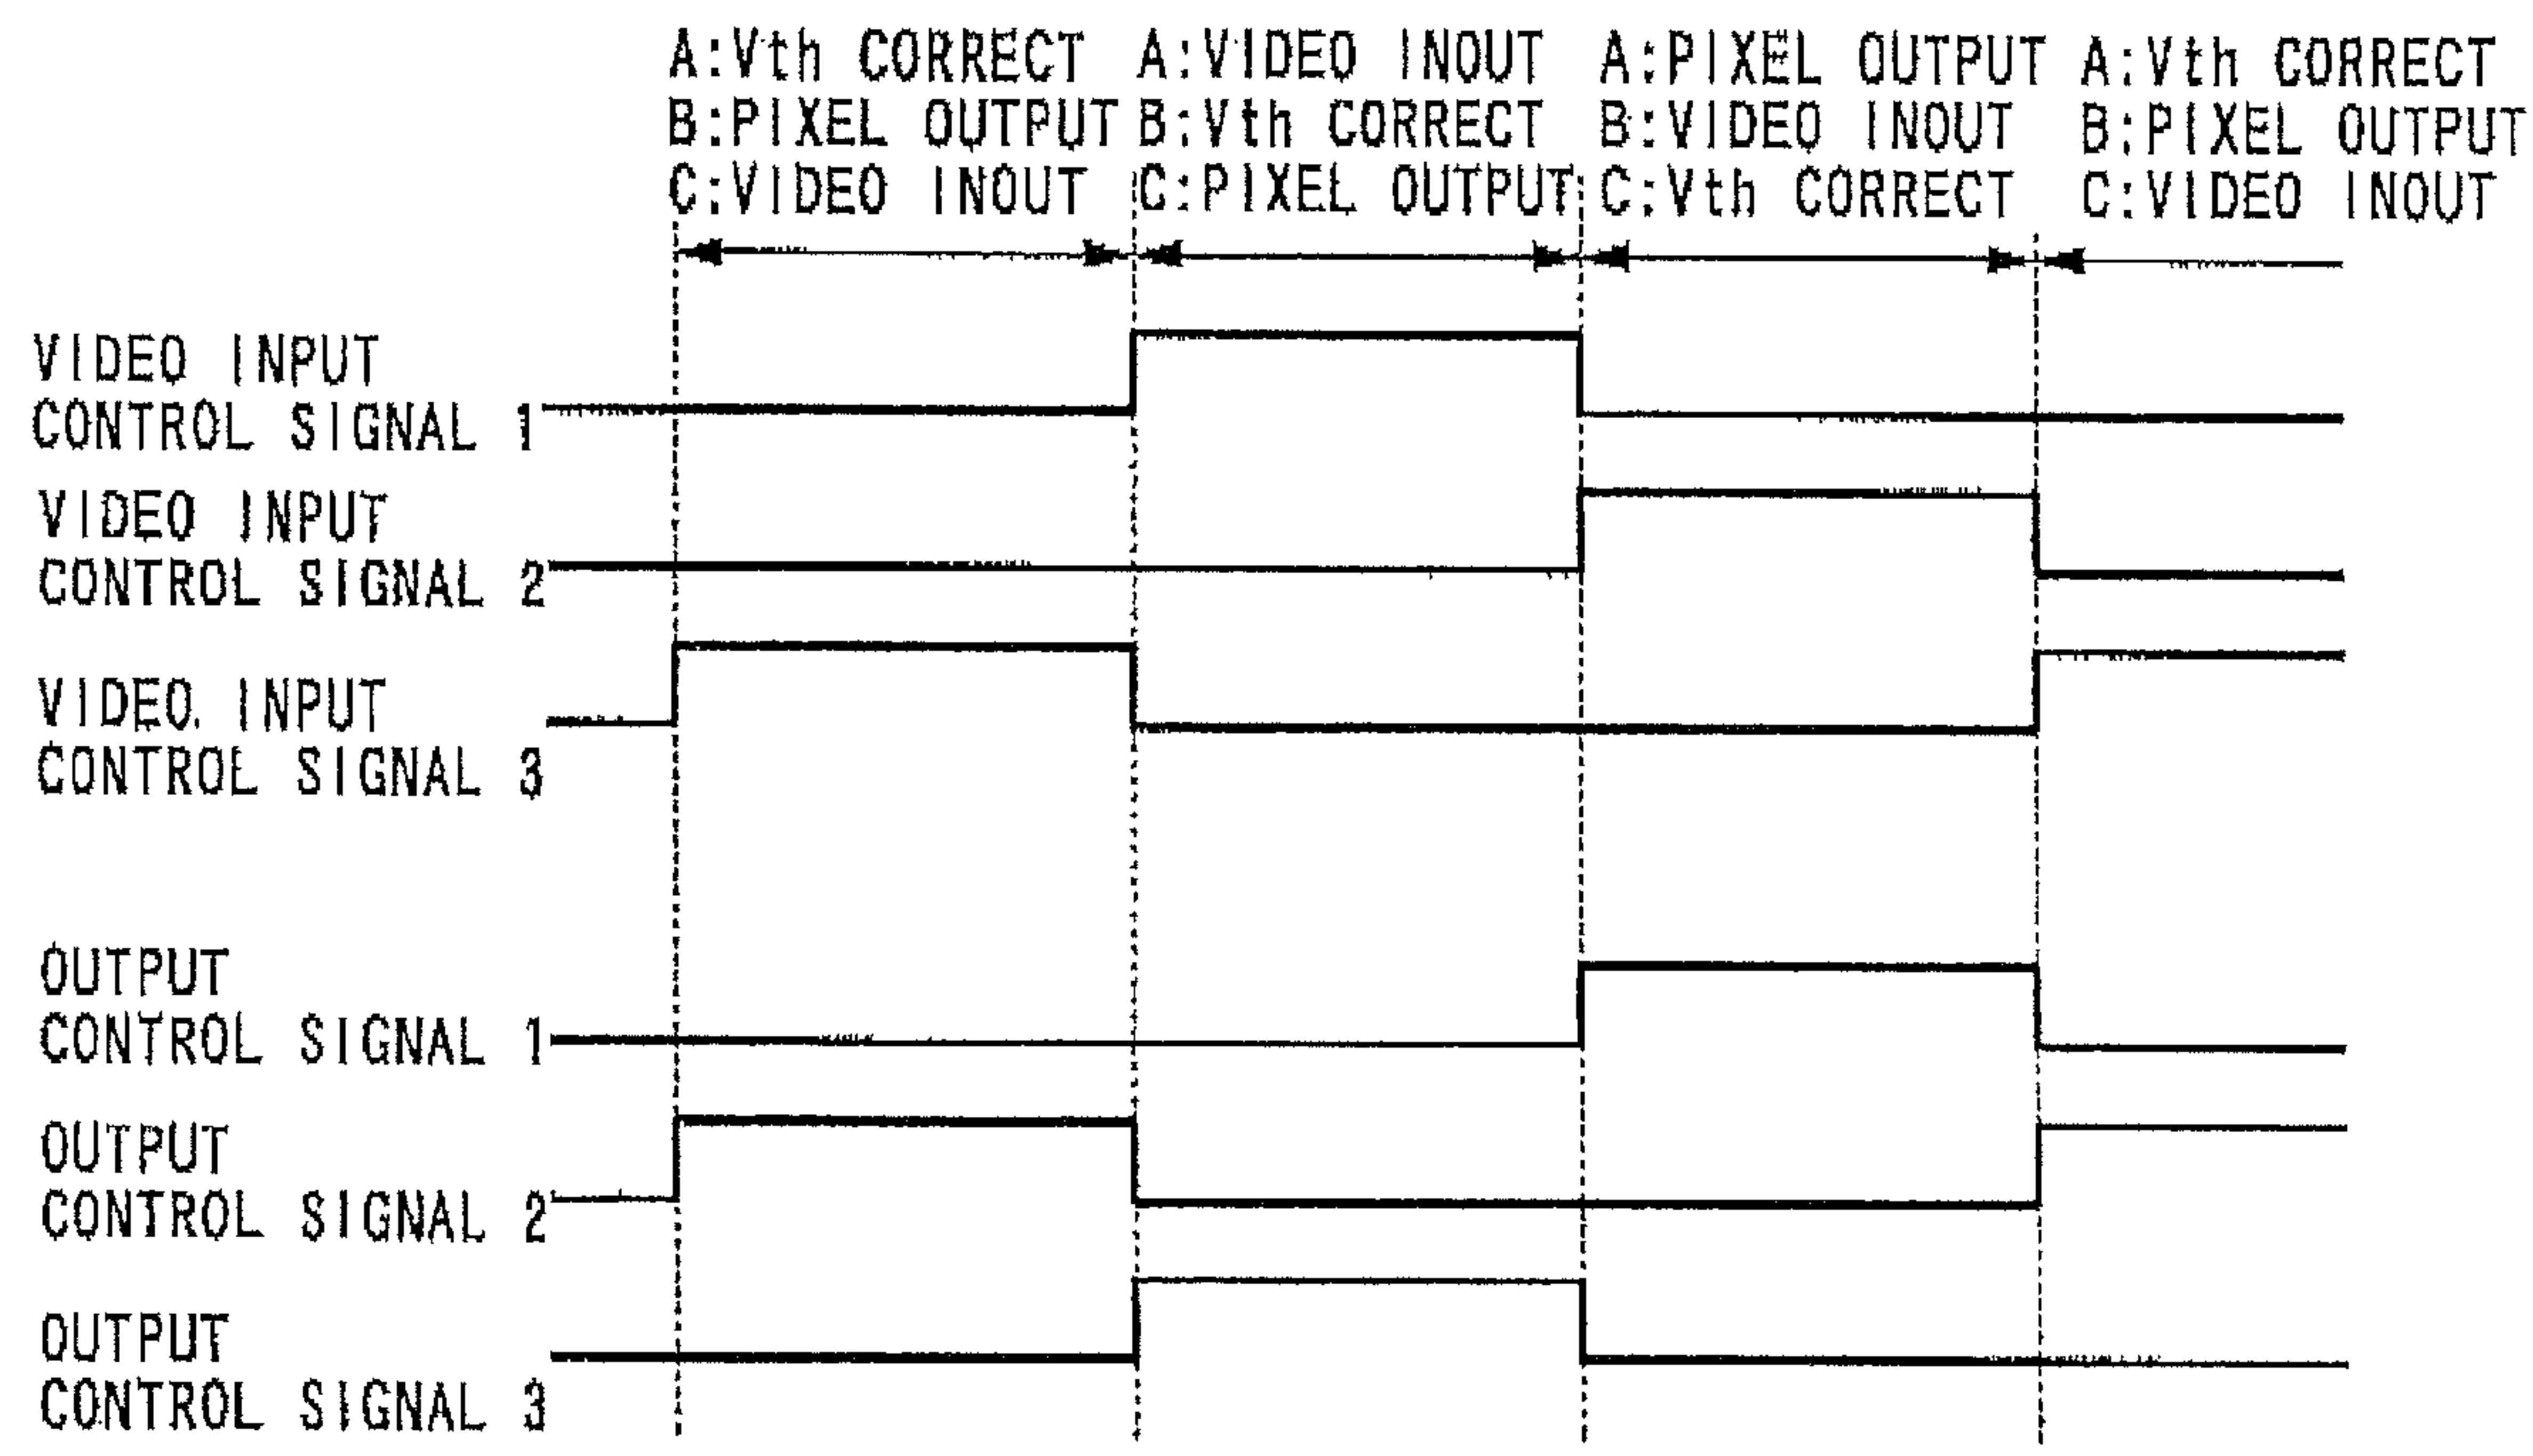 A:Vth CORRECT A:VIDEO INOUT A:PIXEL OUTPUT A:Vth CORRECT
B:PIXEL OUTPUT B:Vth CORRECT B:VIDEO INOUT B:PIXEL OUTPUT
C:VIDEO INOUT C:PIXEL OUTPUT C:Vth CORRECT C:VIDEO INOUT
VIDEO INPUT
CONTROL SIGNAL 1
VIDEO INPUT
CONTROL SIGNAL 2
VIDEO INPUT
CONTROL SIGNAL 3
OUTPUT
CONTROL SIGNAL 1
OUTPUT
CONTROL SIGNAL 2
OUTPUT
CONTROL SIGNAL 3